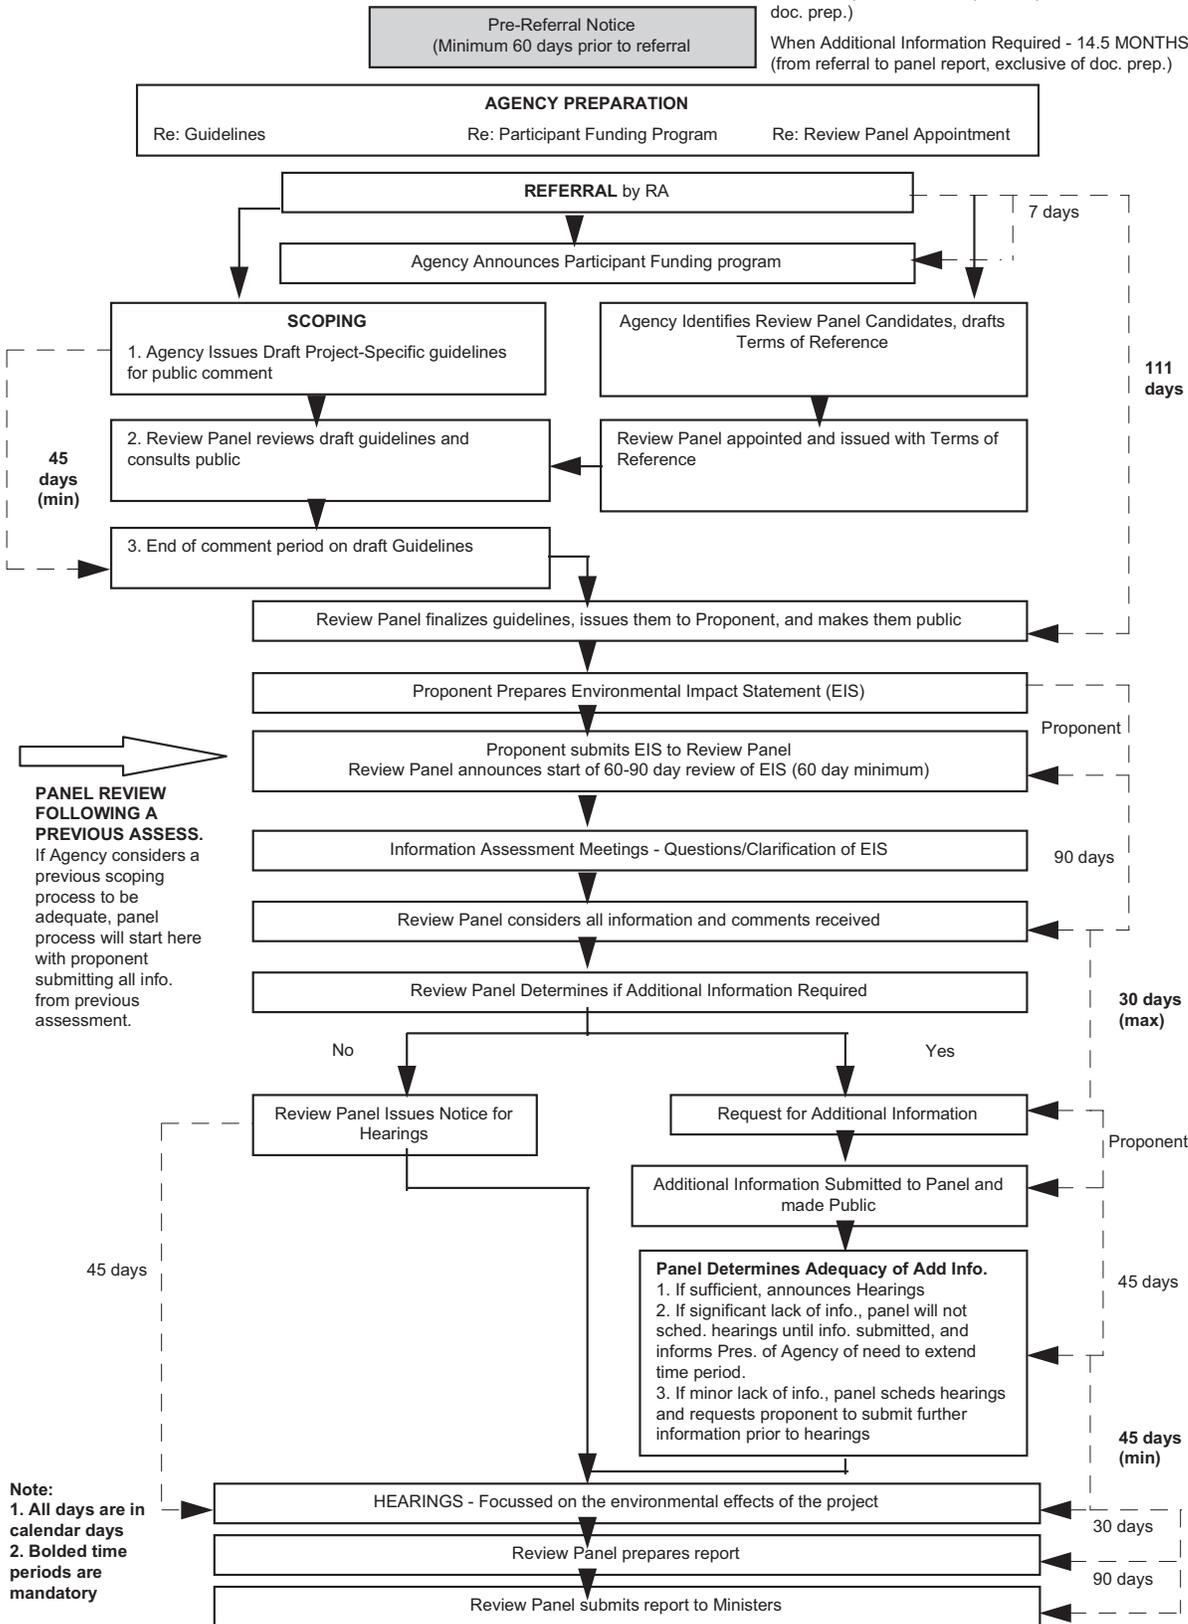 doc. prep.)
Pre-Referral Notice
(Minimum 60 days prior to referral
When Additional Information Required - 14.5 MONTHS
(from referral to panel report, exclusive of doc. prep.)
AGENCY PREPARATION
Re: Guidelines
Re: Participant Funding Program
Re: Review Panel Appointment
REFERRAL by RA
7 days
Agency Announces Participant Funding program
SCOPING
1. Agency Issues Draft Project-Specific guidelines
for public comment
Agency Identifies Review Panel Candidates, drafts
Terms of Reference
111
days
45
days
(min)
2. Review Panel reviews draft guidelines and
consults public
Review Panel appointed and issued with Terms of
Reference
3. End of comment period on draft Guidelines
Review Panel finalizes guidelines, issues them to Proponent, and makes them public
Proponent Prepares Environmental Impact Statement (EIS)
Proponent
Proponent submits EIS to Review Panel
Review Panel announces start of 60-90 day review of EIS (60 day minimum)
PANEL REVIEW
FOLLOWING A
PREVIOUS ASSESS.
If Agency considers a
previous scoping
process to be
adequate, panel
process will start here
with proponent
submitting all info.
from previous
assessment.
Information Assessment Meetings - Questions/Clarification of EIS
90 days
Review Panel considers all information and comments received
Review Panel Determines if Additional Information Required
30 days
(max)
No
Yes
Review Panel Issues Notice for
Hearings
Request for Additional Information
Proponent
Additional Information Submitted to Panel and
made Public
45 days
Panel Determines Adequacy of Add Info.
1. If sufficient, announces Hearings
2. If significant lack of info., panel will not
sched. hearings until info. submitted, and
informs Pres. of Agency of need to extend
time period.
3. If minor lack of info., panel scheds hearings
and requests proponent to submit further
information prior to hearings
45 days
45 days
(min)
Note:
1. All days are in
calendar days
2. Bolded time
periods are
mandatory
HEARINGS - Focussed on the environmental effects of the project
30 days
Review Panel prepares report
90 days
Review Panel submits report to Ministers